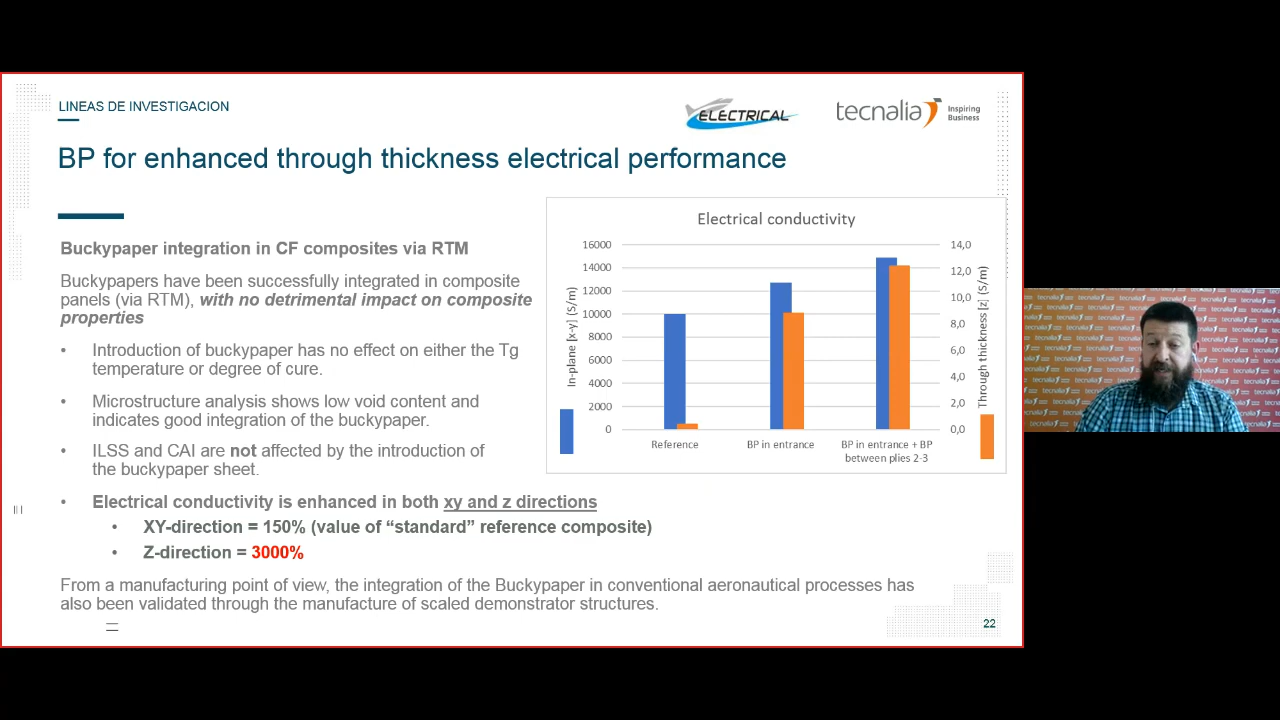 LINEAS DE INVESTIGACION
ELECTRICAL
tecnalia Inspiring Business
BP for enhanced through thickness electrical performance
Buckypaper integration in CF composites via RTM
Buckypapers have been successfully integrated in composite
panels (via RTM), with no detrimental impact on composite
properties
• Introduction of buckypaper has no effect on either the Tg
temperature or degree of cure.
• Microstructure analysis shows low void content and
indicates good integration of the buckypaper.
• ILSS and CAI are not affected by the introduction of
the buckypaper sheet.
• Electrical conductivity is enhanced in both xy and z directions
• XY-direction = 150% (value of “standard” reference composite)
• Z-direction = 3000%
From a manufacturing point of view, the integration of the Buckypaper in conventional aeronautical processes has
also been validated through the manufacture of scaled demonstrator structures.
Electrical conductivity
In-plane [x-y] (S/m)
16000
14000
12000
10000
8000
6000
4000
2000
0
14,0
12,0
10,0
8,0
6,0
4,0
2,0
0,0
Through thickness [z] (S/m)
Reference
BP in entrance
BP in entrance + BP
between plies 2-3
22
tecnalia